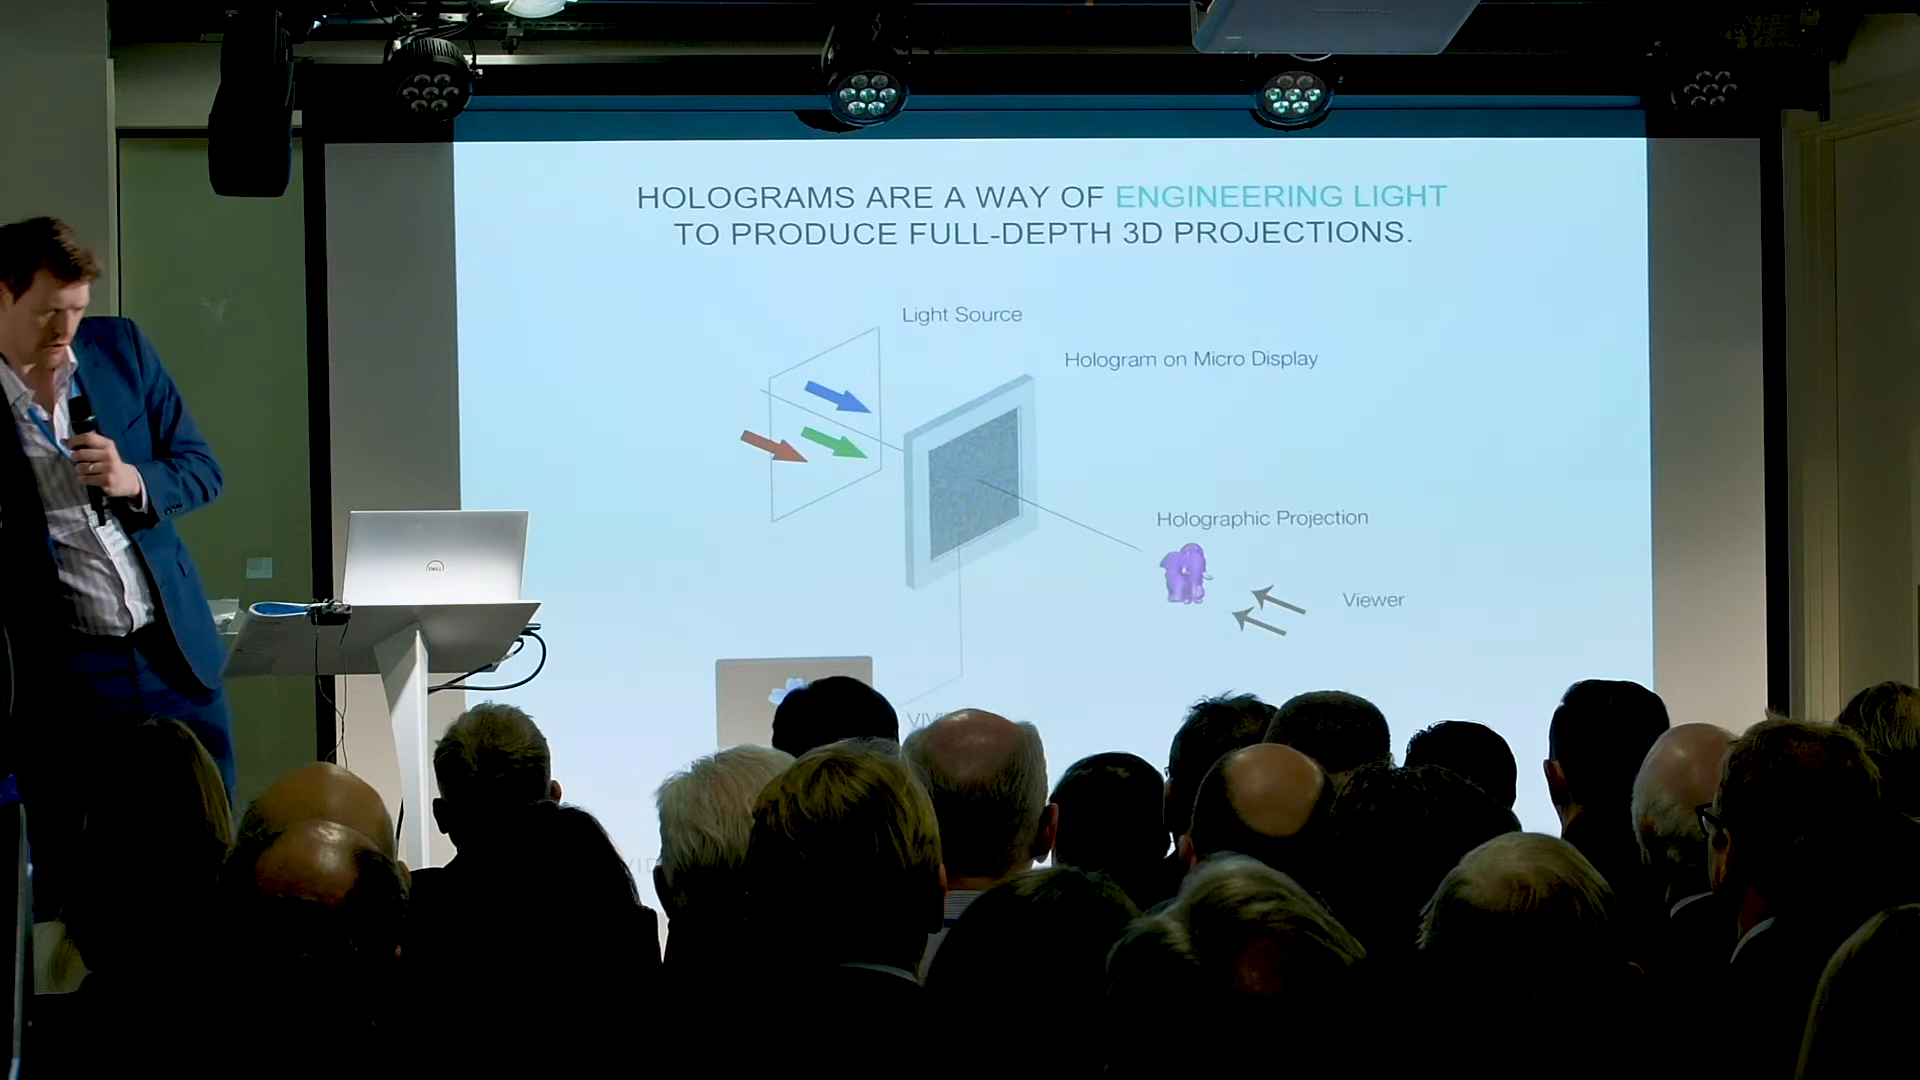 HOLOGRAMS ARE A WAY OF ENGINEERING LIGHT
TO PRODUCE FULL-DEPTH 3D PROJECTIONS.
Light Source
Hologram on Micro Display
Holographic Projection
Viewer
DELL